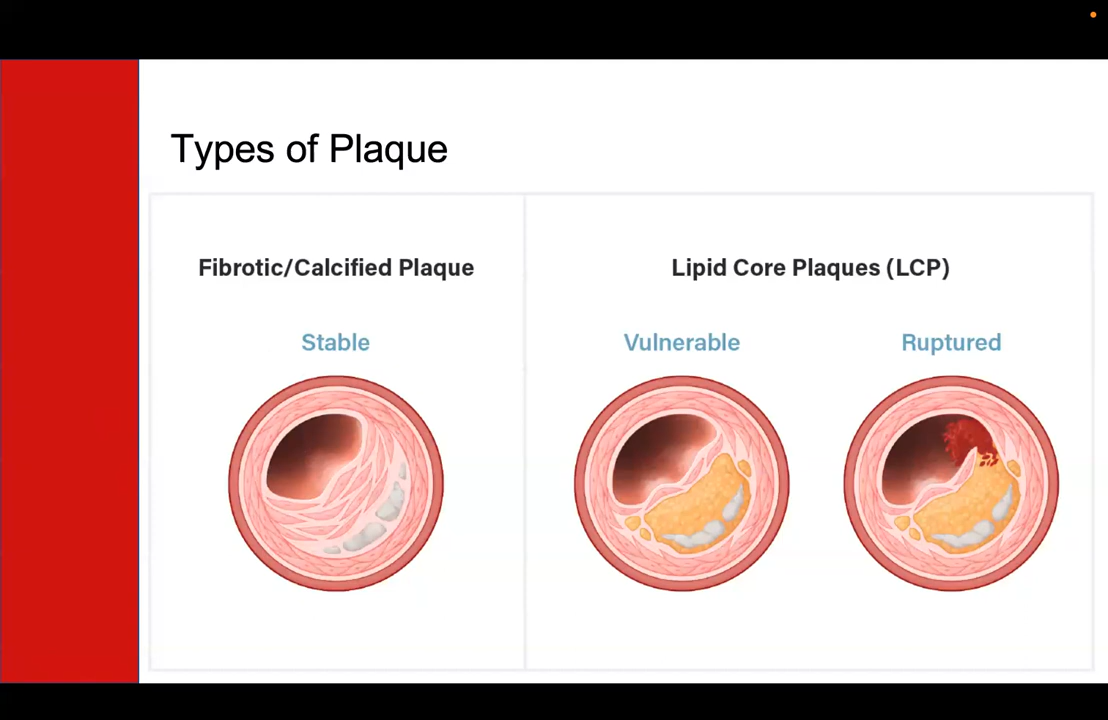 Types of Plaque
Fibrotic/Calcified Plaque
Stable
Lipid Core Plaques (LCP)
Vulnerable
Ruptured